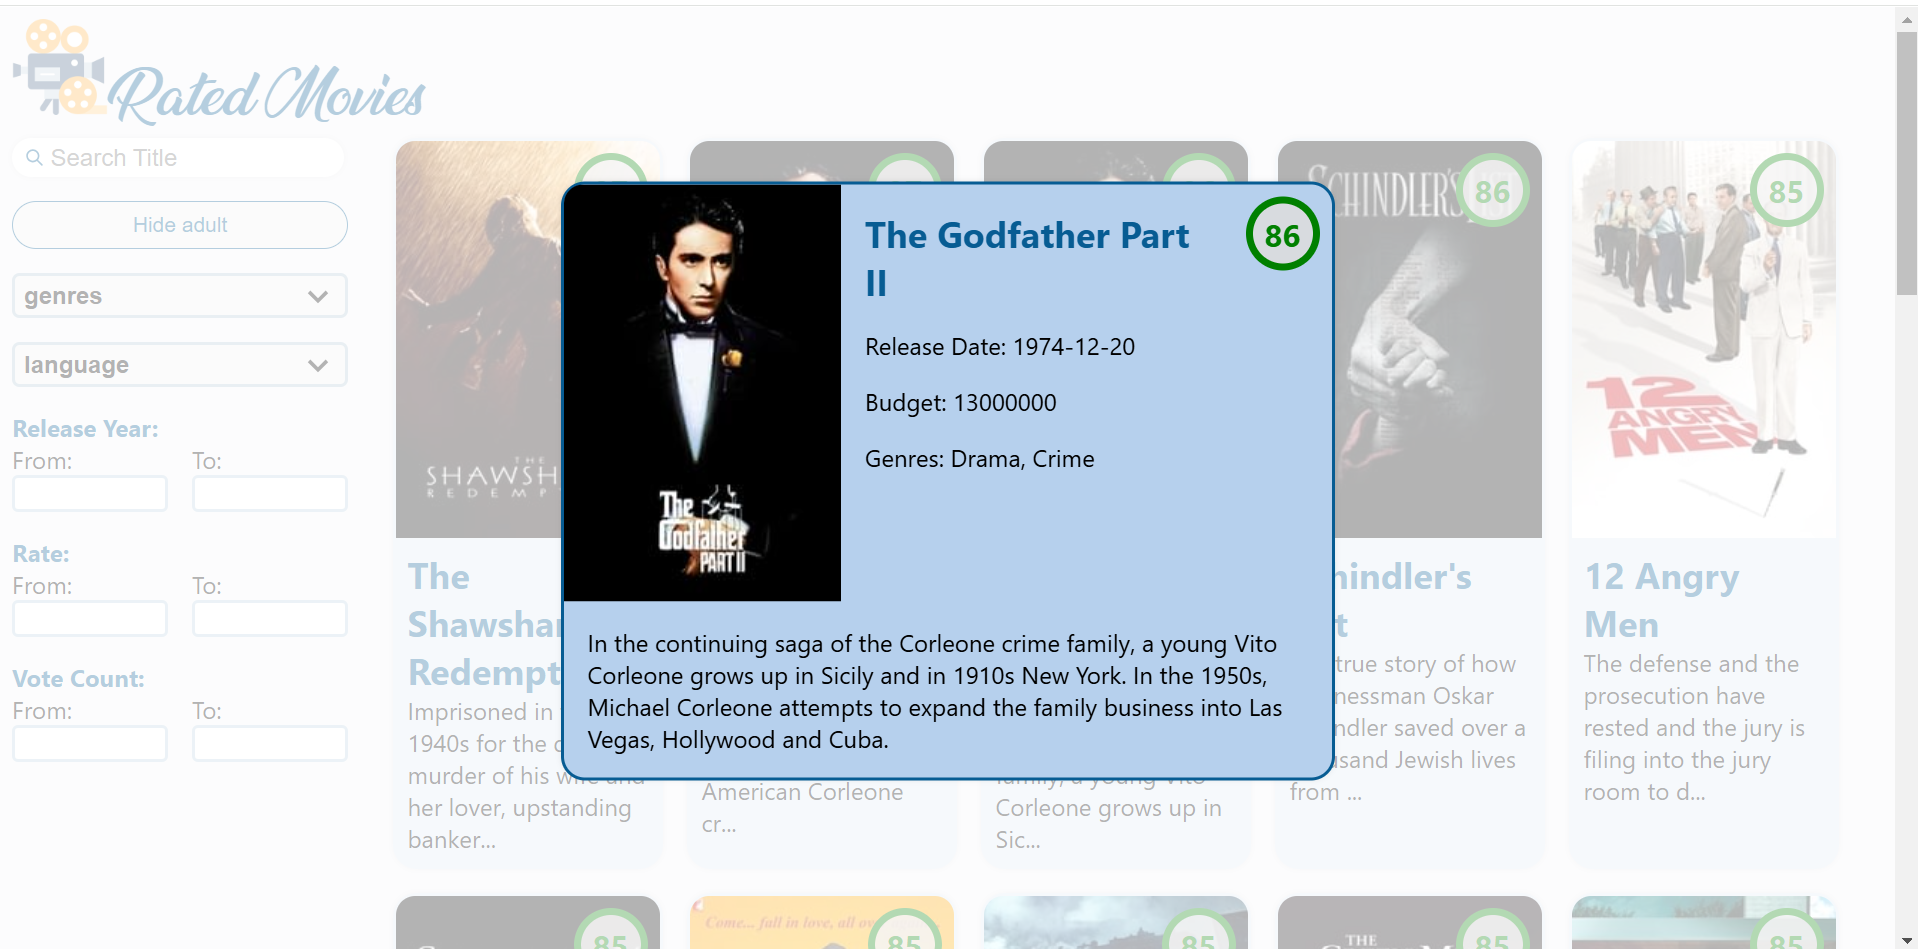 Rated Movies
Search Title
Hide adult
genres
language
Release Year:
From:
To:
Rate:
From:
To:
Vote Count:
From:
To:
The Godfather Part
II
86
Release Date: 1974-12-20
Budget: 13000000
Genres: Drama, Crime
The
Godfather
PART II
In the continuing saga of the Corleone crime family, a young Vito
Corleone grows up in Sicily and in 1910s New York. In the 1950s,
Michael Corleone attempts to expand the family business into Las
Vegas, Hollywood and Cuba.
THE
SHAWSH
REDEMP
The
Shawshan
Redempt
Imprisoned in
1940s for the
murder of his wife and
her lover, upstanding
banker...
American Corleone
cr...
family, a young Vito
Corleone grows up in
Sic...
SCHINDLER'S
86
hindler's
t
true story of how
nessman Oskar
ndler saved over a
usand Jewish lives
from ...
85
12
ANGRY
MEN
12 Angry
Men
The defense and the
prosecution have
rested and the jury is
filing into the jury
room to d...
85
Come... fall in love, all ov
85
85
THE
85
85